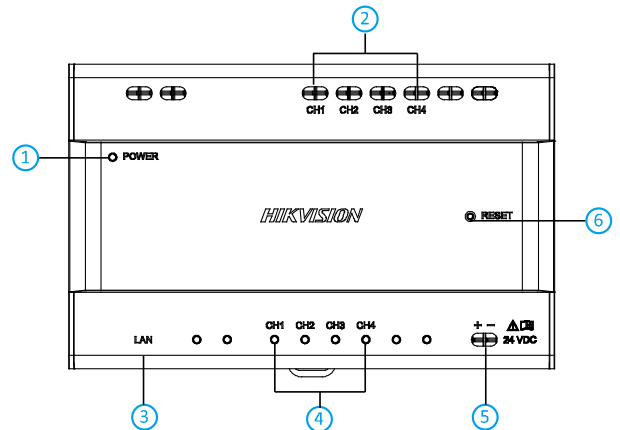 2
CH1 CH2 CH3 CH4
1 POWER
HIKVISION
RESET 6
CH1 CH2 CH3 CH4
+ -
LAN
24 VDC
3 4 5